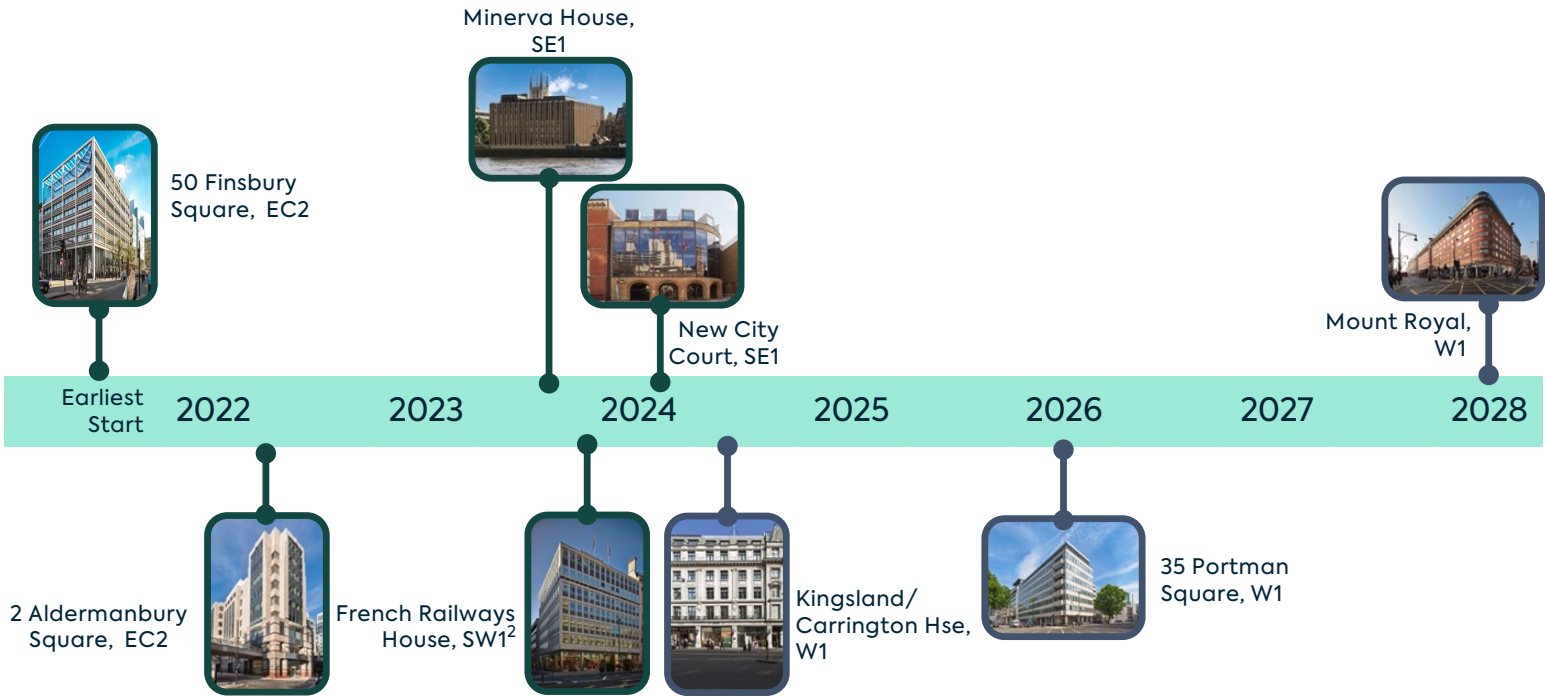 Minerva House,
SE1
50 Finsbury
Square, EC2
New City
Court, SE1
Mount Royal,
W1
Earliest
Start
2022
2023
2024
2025
2026
2027
2028
2 Aldermanbury
Square, EC2
French Railways
House, SW1²
Kingsland/
Carrington Hse,
W1
35 Portman
Square, W1